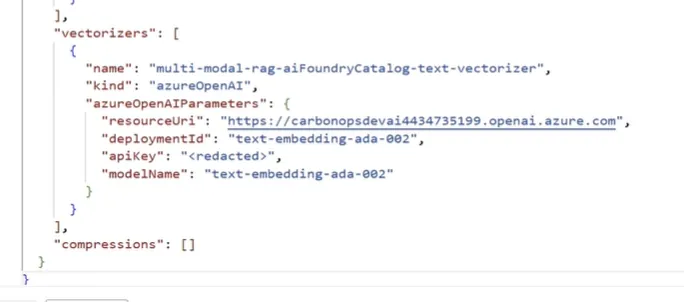 }
],
"vectorizers": [
{
"name": "multi-modal-rag-aiFoundryCatalog-text-vectorizer",
"kind": "azureOpenAI",
"azureOpenAIParameters": {
"resourceUri": "https://carbonopsdevai4434735199.openai.azure.com",
"deploymentId": "text-embedding-ada-002",
"apiKey": "<redacted>",
"modelName": "text-embedding-ada-002"
}
}
],
"compressions": []
}
}